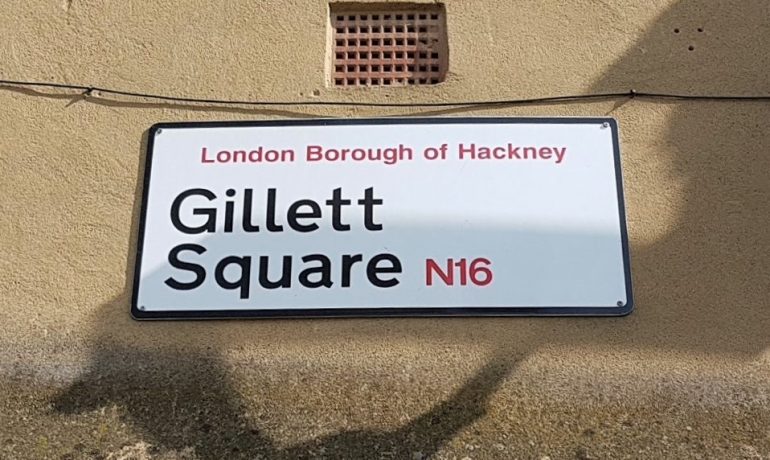 London Borough of Hackney
Gillett
Square N16